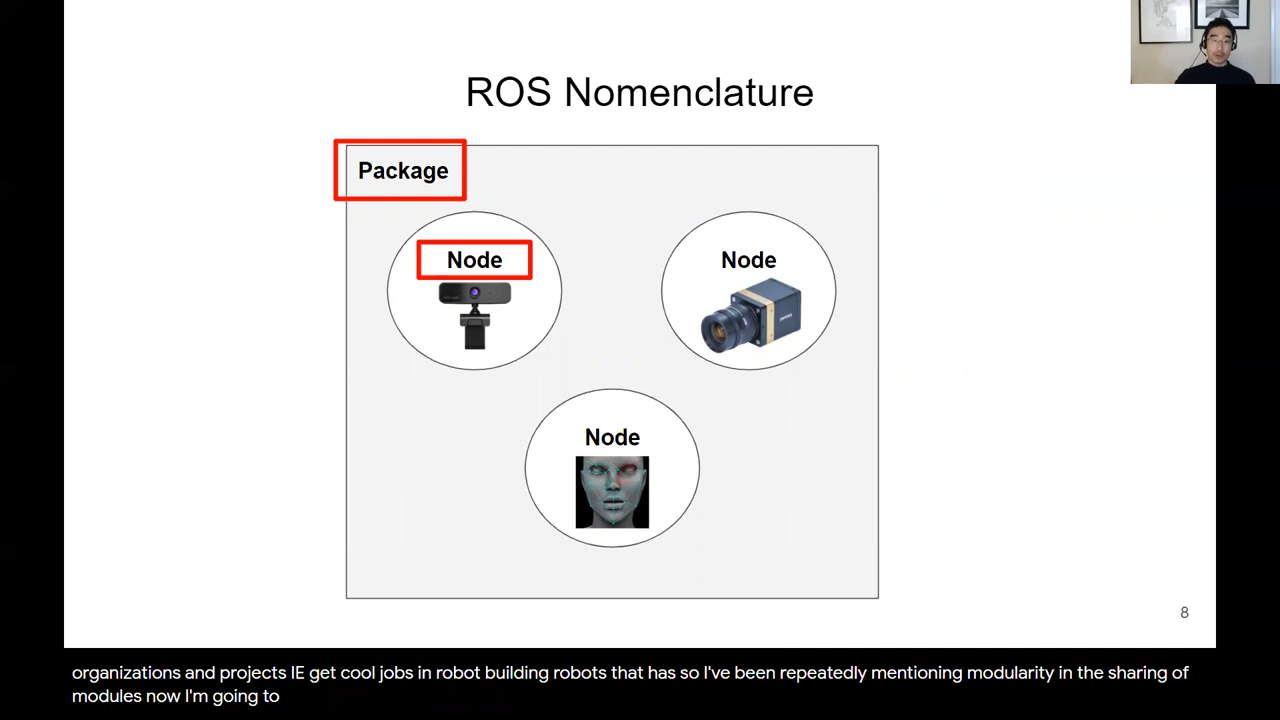 ROS Nomenclature
Package
Node
Node
Node
8
organizations and projects IE get cool jobs in robot building robots that has so I've been repeatedly mentioning modularity in the sharing of
modules now I'm going to